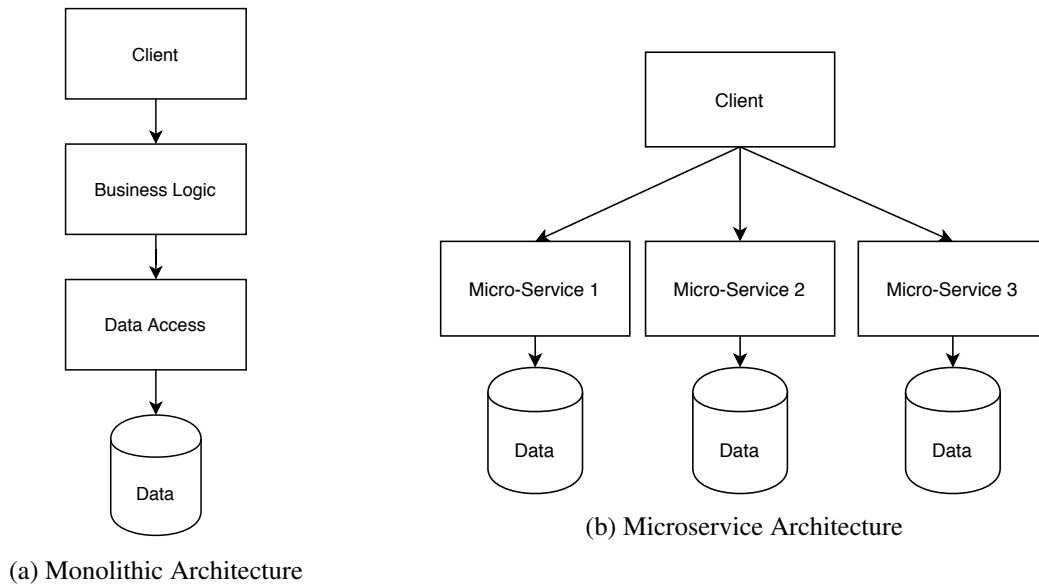 Client
Business Logic
Data Access
Data
(a) Monolithic Architecture
Client
Micro-Service 1
Micro-Service 2
Micro-Service 3
Data
Data
Data
(b) Microservice Architecture